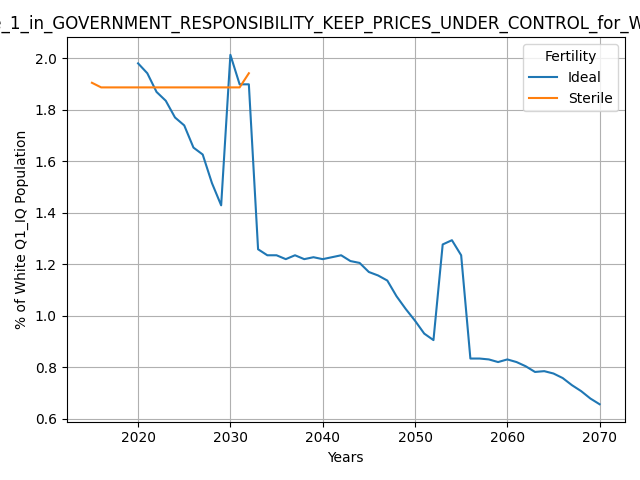 _1_in_GOVERNMENT_RESPONSIBILITY_KEEP_PRICES_UNDER_CONTROL_for_
Fertility
Ideal
Sterile
% of White Q1_IQ Population
2.0
1.8
1.6
1.4
1.2
1.0
0.8
0.6
2020
2030
2040
2050
2060
2070
Years